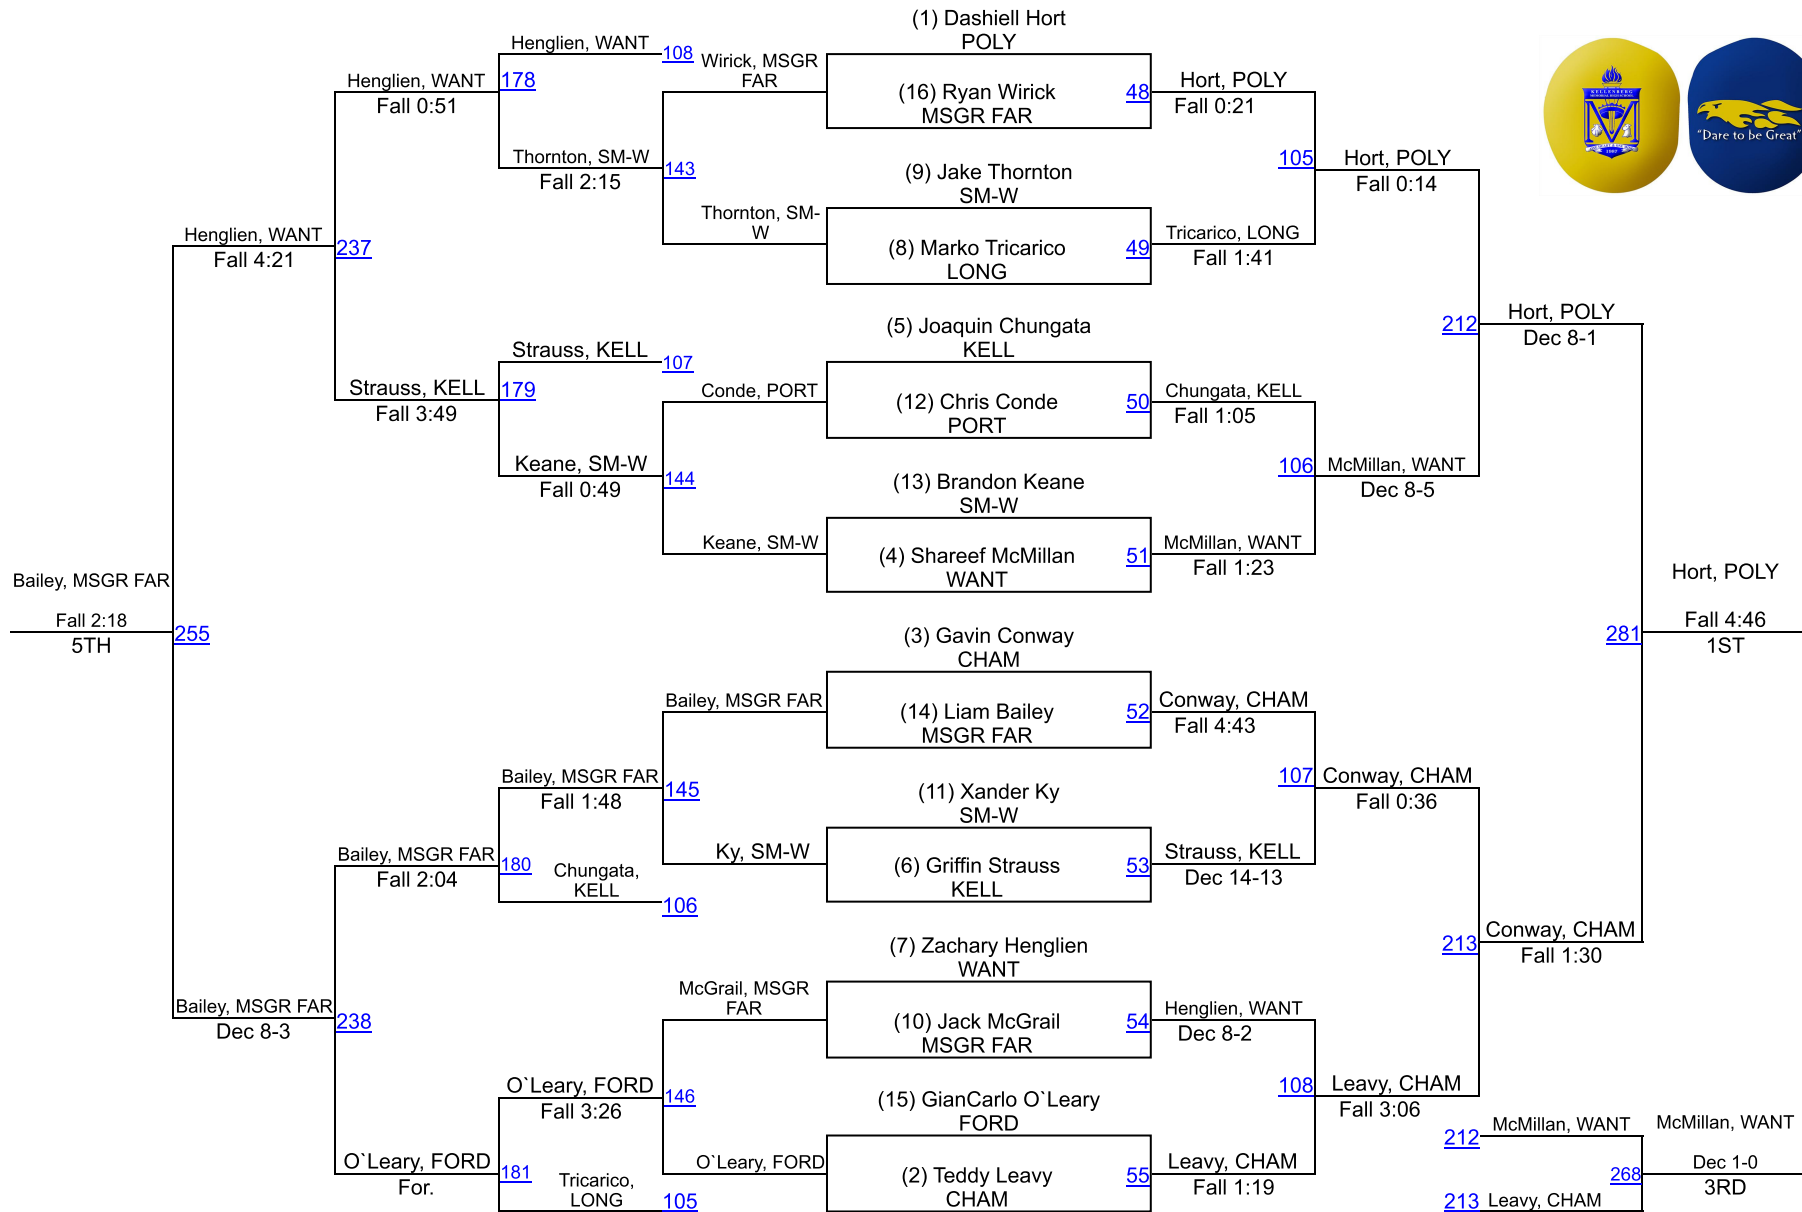 (1) Dashiell Hort
POLY
Henglien, WANT
108
Wirick, MSGR
FAR
Henglien, WANT
178
Fall 0:51
(16) Ryan Wirick
MSGR FAR
48
Hort, POLY
Fall 0:21
KELLENBERG
MEMORIAL HIGH SCHOOL
1987
"Dare to be Great"
Thornton, SM-W
143
Fall 2:15
(9) Jake Thornton
SM-W
105
Hort, POLY
Fall 0:14
Thornton, SM-
W
(8) Marko Tricarico
LONG
49
Tricarico, LONG
Fall 1:41
Henglien, WANT
237
Fall 4:21
(5) Joaquin Chungata
KELL
212
Hort, POLY
Dec 8-1
Strauss, KELL
107
Strauss, KELL
179
Fall 3:49
Conde, PORT
(12) Chris Conde
PORT
50
Chungata, KELL
Fall 1:05
Keane, SM-W
144
Fall 0:49
(13) Brandon Keane
SM-W
106
McMillan, WANT
Dec 8-5
Keane, SM-W
(4) Shareef McMillan
WANT
51
McMillan, WANT
Fall 1:23
Bailey, MSGR FAR
Fall 2:18
5TH
255
Hort, POLY
281
Fall 4:46
1ST
(3) Gavin Conway
CHAM
Bailey, MSGR FAR
(14) Liam Bailey
MSGR FAR
52
Conway, CHAM
Fall 4:43
Bailey, MSGR FAR
145
Fall 1:48
(11) Xander Ky
SM-W
107
Conway, CHAM
Fall 0:36
Bailey, MSGR FAR
180
Fall 2:04
Ky, SM-W
(6) Griffin Strauss
KELL
53
Strauss, KELL
Dec 14-13
Chungata,
KELL
106
(7) Zachary Henglien
WANT
213
Conway, CHAM
Fall 1:30
Bailey, MSGR FAR
238
Dec 8-3
McGrail, MSGR
FAR
(10) Jack McGrail
MSGR FAR
54
Henglien, WANT
Dec 8-2
O`Leary, FORD
146
Fall 3:26
(15) GianCarlo O`Leary
FORD
108
Leavy, CHAM
Fall 3:06
O`Leary, FORD
181
For.
O`Leary, FORD
(2) Teddy Leavy
CHAM
55
Leavy, CHAM
Fall 1:19
Tricarico,
LONG
105
212
McMillan, WANT
McMillan, WANT
268
Dec 1-0
3RD
213
Leavy, CHAM